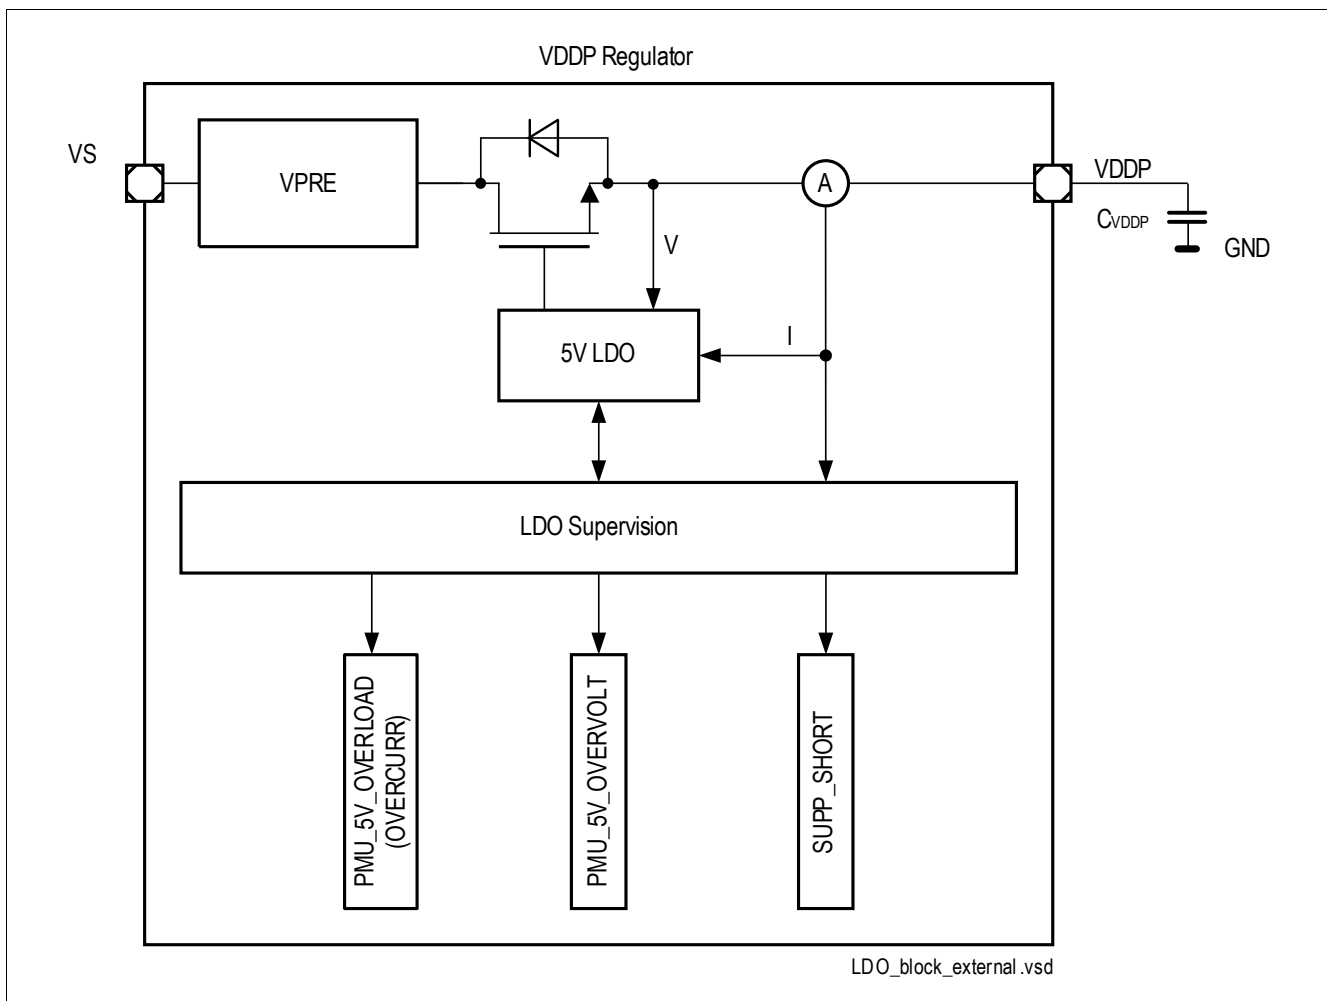 VDDP Regulator
VS
VPRE
A
VDDP
CVDDP
GND
V
I
5V LDO
LDO Supervision
PMU_5V_OVERLOAD
(OVERCURR)
PMU_5V_OVERVOLT
SUPP_SHORT
LDO_block_external.vsd